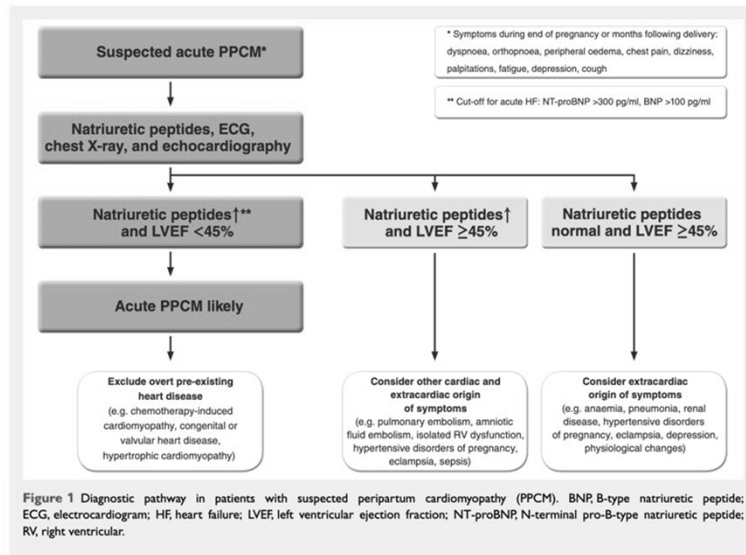 Suspected acute PPCM*
* Symptoms during end of pregnancy or months following delivery:
dyspnoea, orthopnoea, peripheral oedema, chest pain, dizziness,
palpitations, fatigue, depression, cough
** Cut-off for acute HF: NT-proBNP >300 pg/ml, BNP >100 pg/ml
Natriuretic peptides, ECG,
chest X-ray, and echocardiography
Natriuretic peptides↑**
and LVEF <45%
Natriuretic peptides↑
and LVEF ≥45%
Natriuretic peptides
normal and LVEF ≥45%
Acute PPCM likely
Exclude overt pre-existing
heart disease
(e.g. chemotherapy-induced
cardiomyopathy, congenital or
valvular heart disease,
hypertrophic cardiomyopathy)
Consider other cardiac and
extracardiac origin
of symptoms
(e.g. pulmonary embolism, amniotic
fluid embolism, isolated RV dysfunction,
hypertensive disorders of pregnancy,
eclampsia, sepsis)
Consider extracardiac
origin of symptoms
(e.g. anaemia, pneumonia, renal
disease, hypertensive disorders
of pregnancy, eclampsia, depression,
physiological changes)
Figure 1 Diagnostic pathway in patients with suspected peripartum cardiomyopathy (PPCM). BNP, B-type natriuretic peptide;
ECG, electrocardiogram; HF, heart failure; LVEF, left ventricular ejection fraction; NT-proBNP, N-terminal pro-B-type natriuretic peptide;
RV, right ventricular.